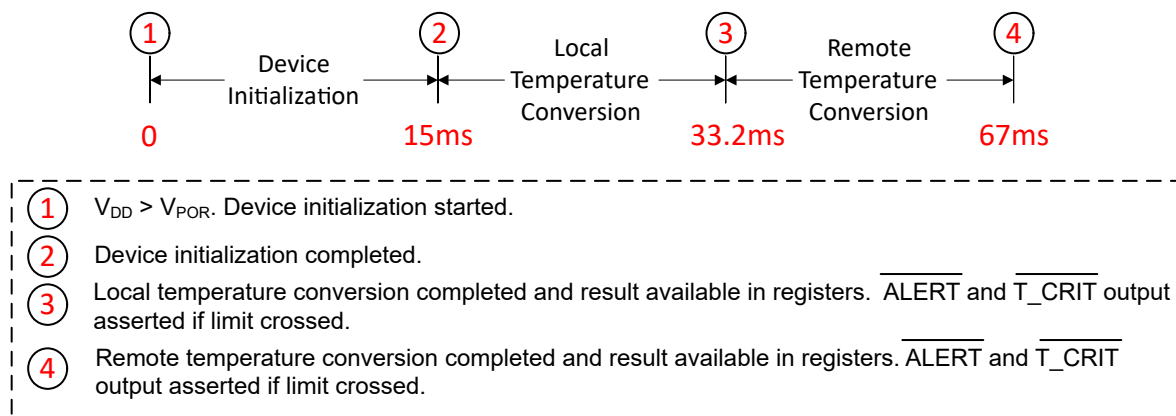 1 2 3 4
Device
Initialization
Local
Temperature
Conversion
Remote
Temperature
Conversion
0 15ms 33.2ms 67ms
1 VDD > VPOR. Device initialization started.
2 Device initialization completed.
3 Local temperature conversion completed and result available in registers. ALERT and T_CRIT output
asserted if limit crossed.
4 Remote temperature conversion completed and result available in registers. ALERT and T_CRIT
output asserted if limit crossed.